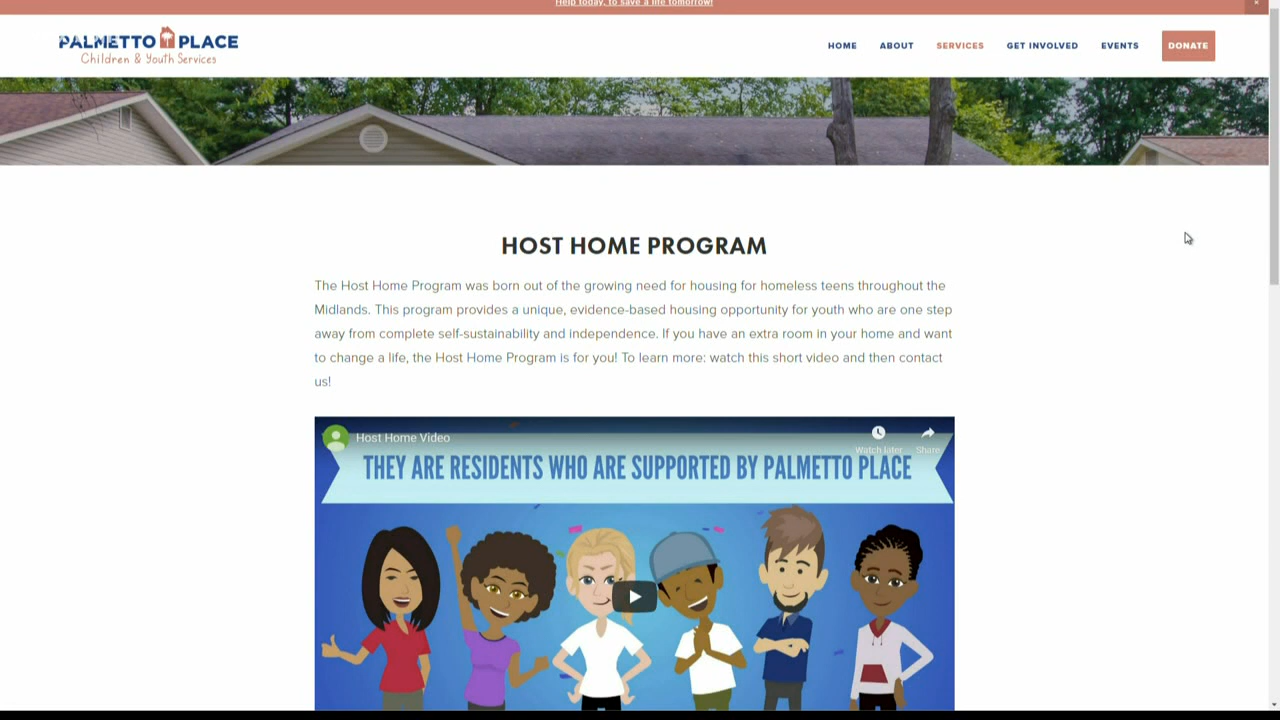 Help today, to save a life tomorrow!
×
PALMETTO PLACE
Children & Youth Services
HOME ABOUT SERVICES GET INVOLVED EVENTS DONATE
HOST HOME PROGRAM
The Host Home Program was born out of the growing need for housing for homeless teens throughout the
Midlands. This program provides a unique, evidence-based housing opportunity for youth who are one step
away from complete self-sustainability and independence. If you have an extra room in your home and want
to change a life, the Host Home Program is for you! To learn more: watch this short video and then contact
us!
Host Home Video
Watch later Share
THEY ARE RESIDENTS WHO ARE SUPPORTED BY PALMETTO PLACE